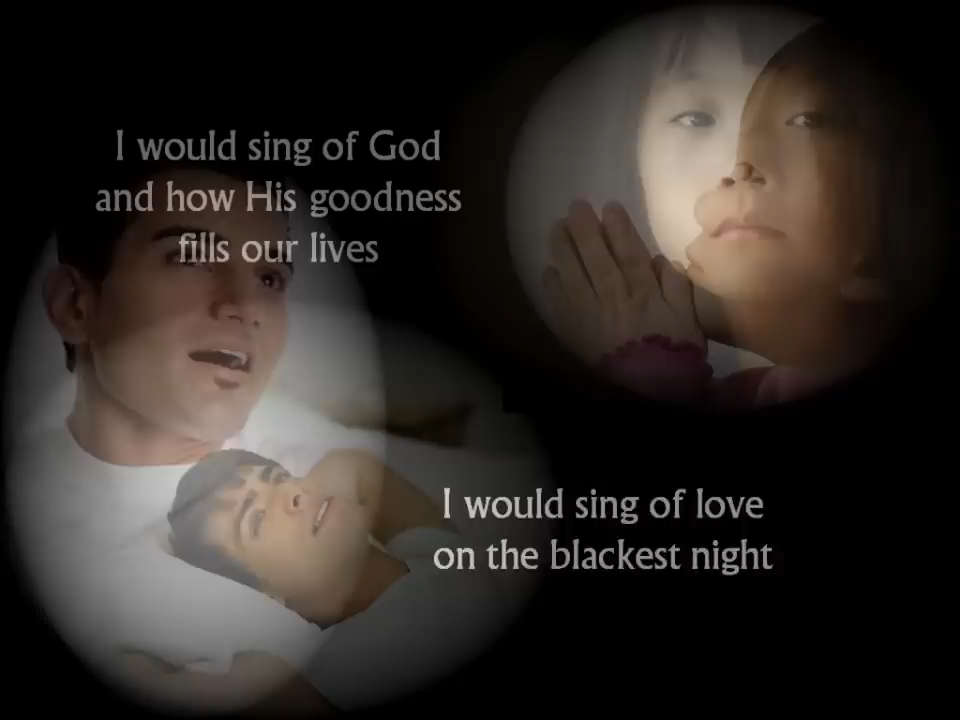 I would sing of God
and how His goodness
fills our lives
I would sing of love
on the blackest night